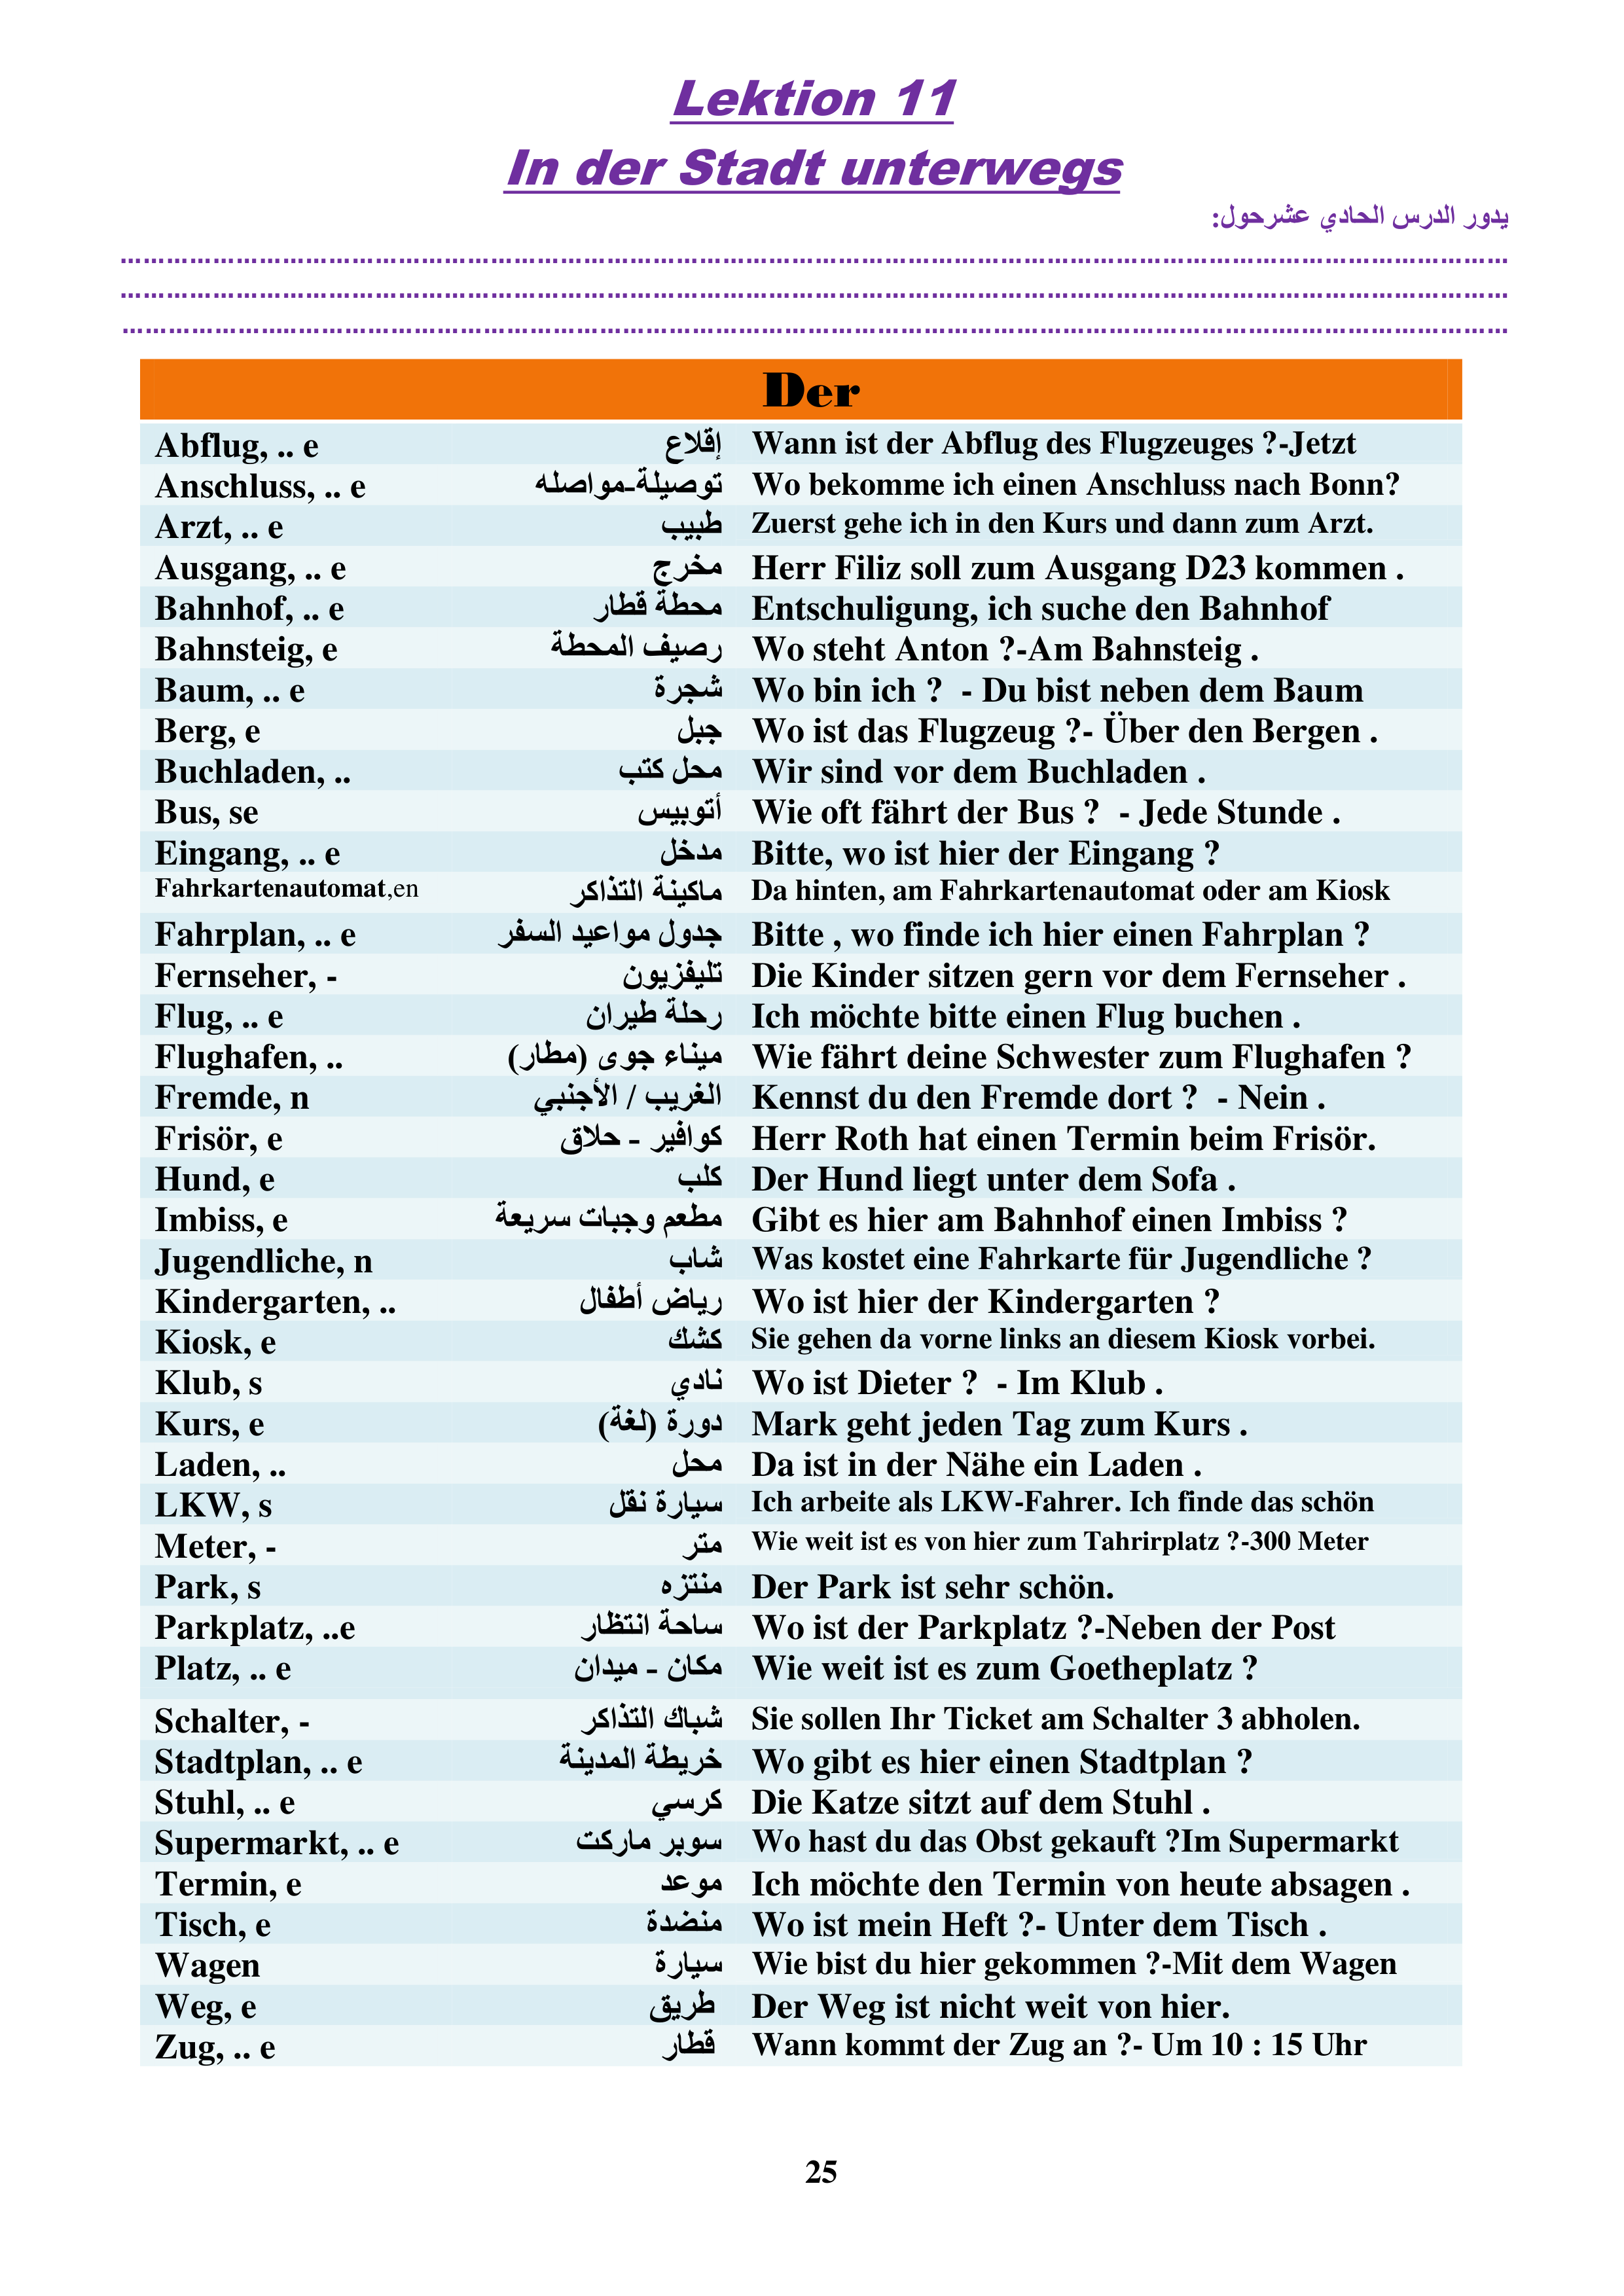 Lektion 11
In der Stadt unterwegs
يدور الدرس الحادي عشرحول:
Der
Abflug, .. e إقلاع Wann ist der Abflug des Flugzeuges ?-Jetzt
Anschluss, .. e توصيلة-مواصله Wo bekomme ich einen Anschluss nach Bonn?
Arzt, .. e طبيب Zuerst gehe ich in den Kurs und dann zum Arzt.
Ausgang, .. e مخرج Herr Filiz soll zum Ausgang D23 kommen .
Bahnhof, .. e محطة قطار Entschuligung, ich suche den Bahnhof
Bahnsteig, e رصيف المحطة Wo steht Anton ?-Am Bahnsteig .
Baum, .. e شجرة Wo bin ich ? - Du bist neben dem Baum
Berg, e جبل Wo ist das Flugzeug ?- Über den Bergen .
Buchladen, .. محل كتب Wir sind vor dem Buchladen .
Bus, se أتوبيس Wie oft fährt der Bus ? - Jede Stunde .
Eingang, .. e مدخل Bitte, wo ist hier der Eingang ?
Fahrkartenautomat,en ماكينة التذاكر Da hinten, am Fahrkartenautomat oder am Kiosk
Fahrplan, .. e جدول مواعيد السفر Bitte , wo finde ich hier einen Fahrplan ?
Fernseher, - تليفزيون Die Kinder sitzen gern vor dem Fernseher .
Flug, .. e رحلة طيران Ich möchte bitte einen Flug buchen .
Flughafen, .. ميناء جوى (مطار) Wie fährt deine Schwester zum Flughafen ?
Fremde, n الغريب / الأجنبي Kennst du den Fremde dort ? - Nein .
Frisör, e كوافير - حلاق Herr Roth hat einen Termin beim Frisör.
Hund, e كلب Der Hund liegt unter dem Sofa .
Imbiss, e مطعم وجبات سريعة Gibt es hier am Bahnhof einen Imbiss ?
Jugendliche, n شاب Was kostet eine Fahrkarte für Jugendliche ?
Kindergarten, .. رياض أطفال Wo ist hier der Kindergarten ?
Kiosk, e كشك Sie gehen da vorne links an diesem Kiosk vorbei.
Klub, s نادي Wo ist Dieter ? - Im Klub .
Kurs, e دورة (لغة) Mark geht jeden Tag zum Kurs .
Laden, .. محل Da ist in der Nähe ein Laden .
LKW, s سيارة نقل Ich arbeite als LKW-Fahrer. Ich finde das schön
Meter, - متر Wie weit ist es von hier zum Tahrirplatz ?-300 Meter
Park, s منتزه Der Park ist sehr schön.
Parkplatz, ..e ساحة انتظار Wo ist der Parkplatz ?-Neben der Post
Platz, .. e مكان - ميدان Wie weit ist es zum Goetheplatz ?
Schalter, - شباك التذاكر Sie sollen Ihr Ticket am Schalter 3 abholen.
Stadtplan, .. e خريطة المدينة Wo gibt es hier einen Stadtplan ?
Stuhl, .. e كرسي Die Katze sitzt auf dem Stuhl .
Supermarkt, .. e سوبر ماركت Wo hast du das Obst gekauft ?Im Supermarkt
Termin, e موعد Ich möchte den Termin von heute absagen .
Tisch, e منضدة Wo ist mein Heft ?- Unter dem Tisch .
Wagen سيارة Wie bist du hier gekommen ?-Mit dem Wagen
Weg, e طريق Der Weg ist nicht weit von hier.
Zug, .. e قطار Wann kommt der Zug an ?- Um 10 : 15 Uhr
25